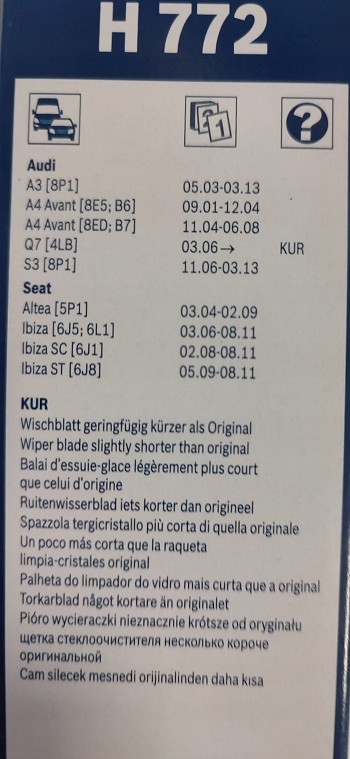 H 772
1
?
Audi
A3 [8P1] 05.03-03.13
A4 Avant [8E5; B6] 09.01-12.04
A4 Avant [8ED; B7] 11.04-06.08
Q7 [4LB] 03.06→ KUR
S3 [8P1] 11.06-03.13
Seat
Altea [5P1] 03.04-02.09
Ibiza [6J5; 6L1] 03.06-08.11
Ibiza SC [6J1] 02.08-08.11
Ibiza ST [6J8] 05.09-08.11
KUR
Wischblatt geringfügig kürzer als Original
Wiper blade slightly shorter than original
Balai d'essuie-glace légèrement plus court
que celui d'origine
Ruitenwisserblad iets korter dan origineel
Spazzola tergicristallo più corta di quella originale
Un poco más corta que la raqueta
limpia-cristales original
Palheta do limpador do vidro mais curta que a original
Torkarblad något kortare än originalet
Pióro wycieraczki nieznacznie krótsze od oryginału
щетка стеклоочистителя несколько короче
оригинальной
Cam silecek mesnedi orijinalinden daha kısa